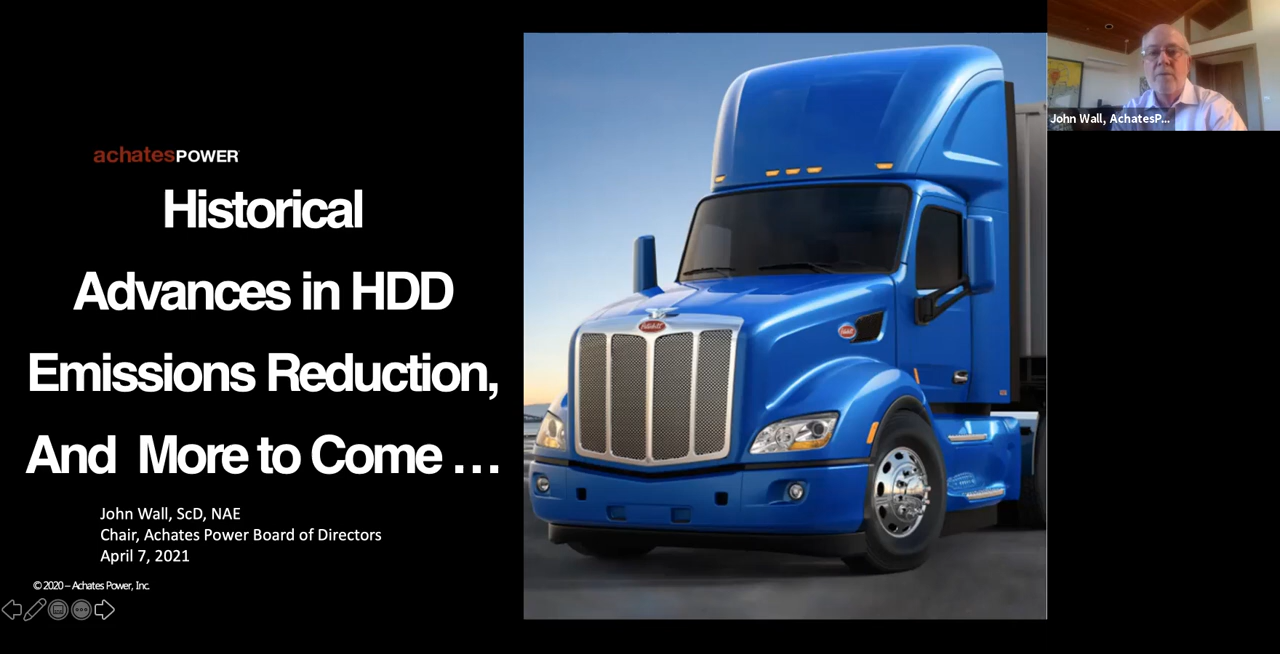 achatesPOWER
Historical
Advances in HDD
Emissions Reduction,
And More to Come …
John Wall, ScD, NAE
Chair, Achates Power Board of Directors
April 7, 2021
© 2020 – Achates Power, Inc.
Peterbilt
John Wall, AchatesP...